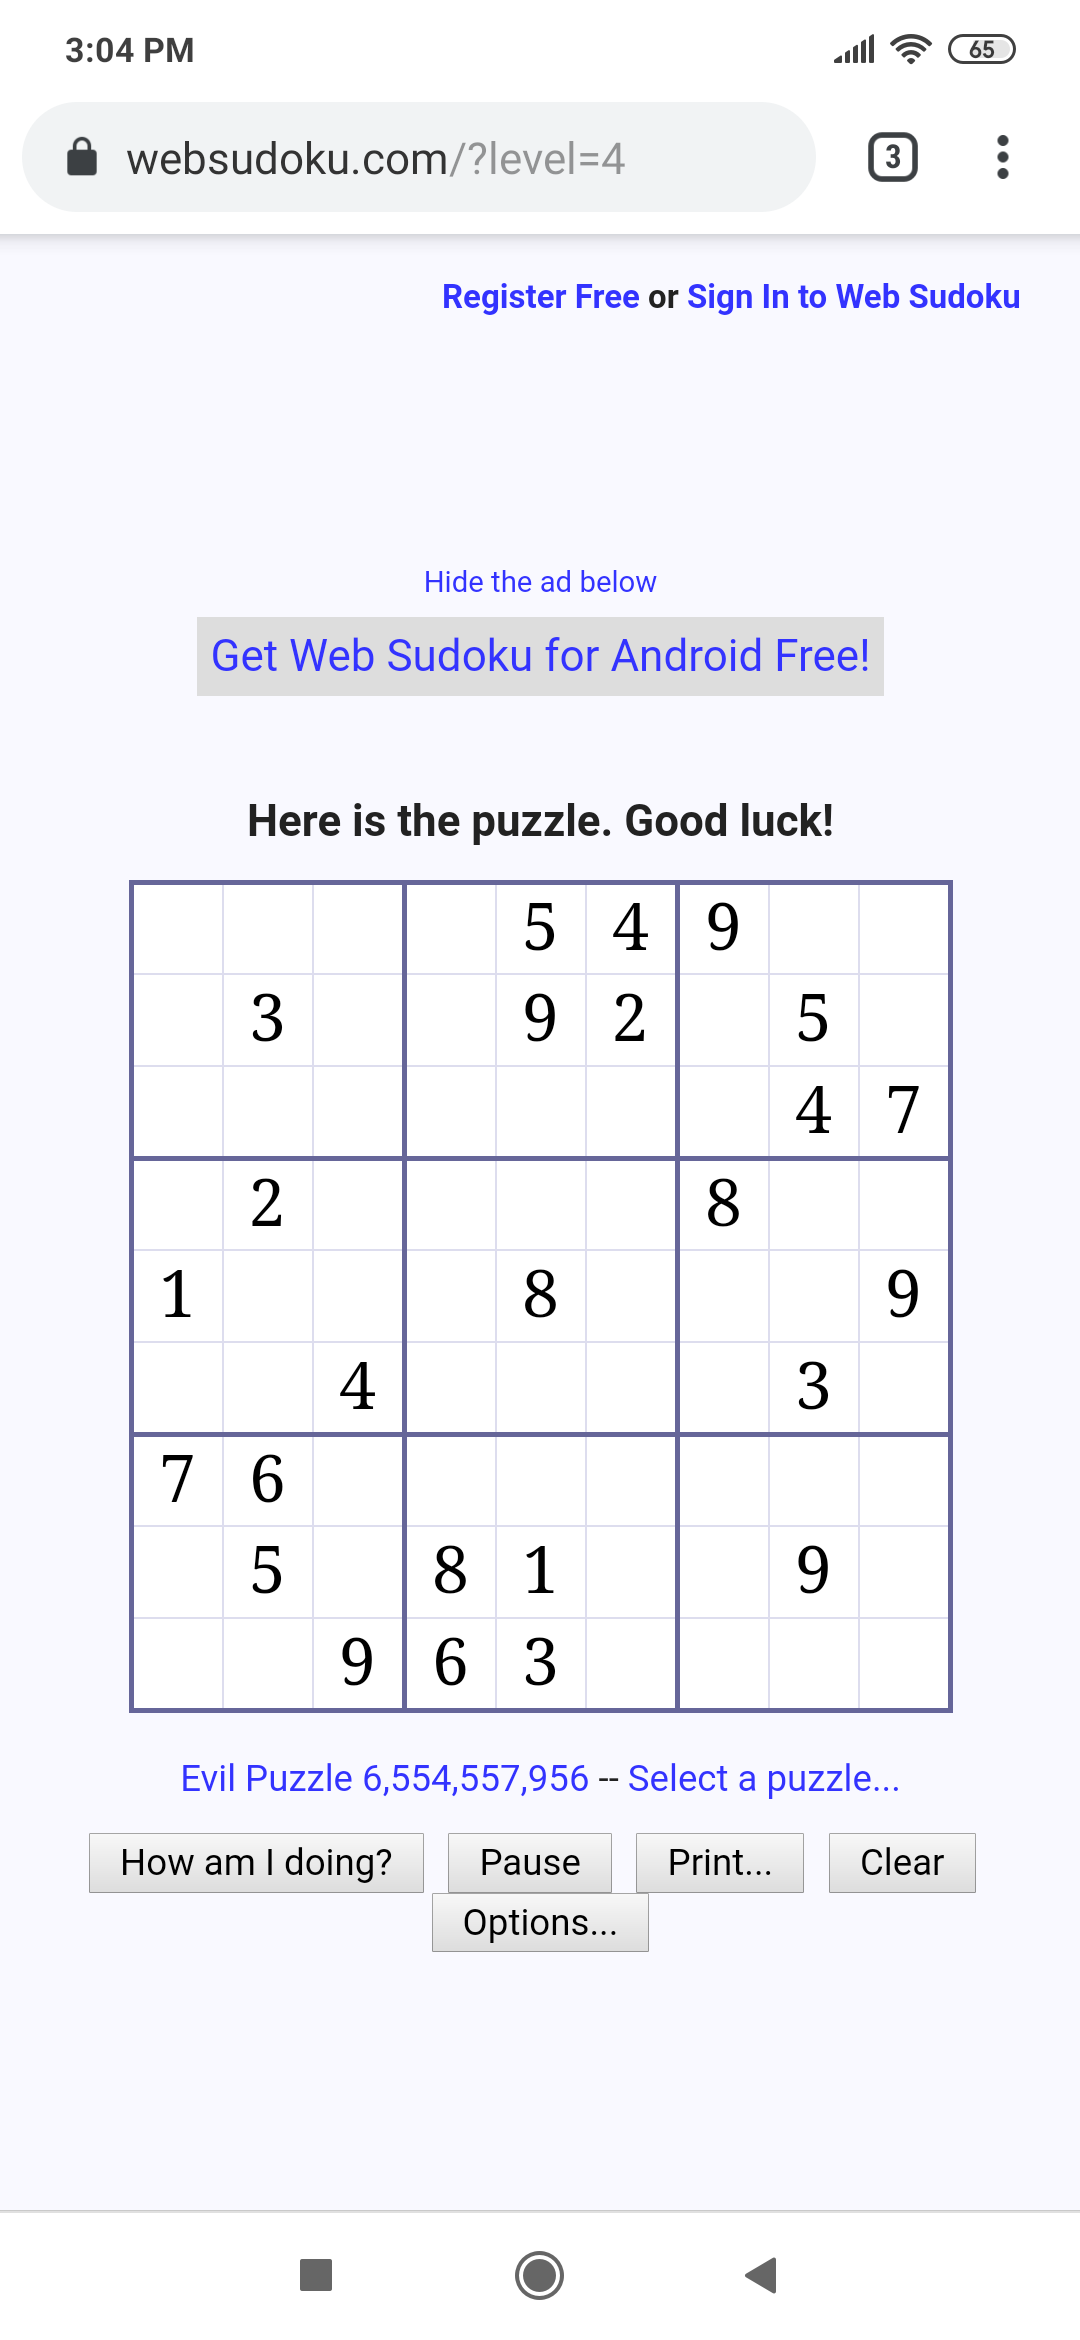 3:04 PM 65
websudoku.com/?level=4 3
Register Free or Sign In to Web Sudoku
Hide the ad below
Get Web Sudoku for Android Free!
Here is the puzzle. Good luck!
5 4 9
3 9 2 5
4 7
2 8
1 8 9
4 3
7 6
5 8 1 9
9 6 3
Evil Puzzle 6,554,557,956 -- Select a puzzle...
How am I doing? Pause Print... Clear
Options...